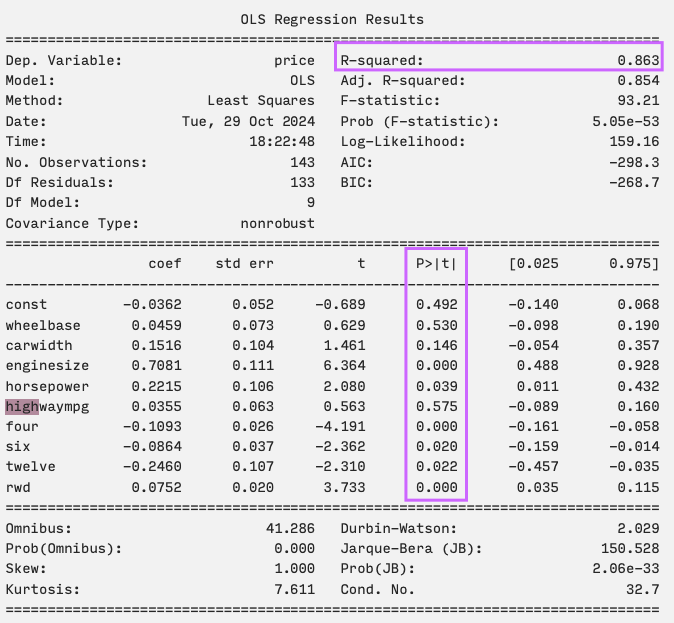 OLS Regression Results
==============================================================================
Dep. Variable: price R-squared: 0.863
Model: OLS Adj. R-squared: 0.854
Method: Least Squares F-statistic: 93.21
Date: Tue, 29 Oct 2024 Prob (F-statistic): 5.05e-53
Time: 18:22:48 Log-Likelihood: 159.16
No. Observations: 143 AIC: -298.3
Df Residuals: 133 BIC: -268.7
Df Model: 9
Covariance Type: nonrobust
==============================================================================
coef std err t P>|t| [0.025 0.975]
------------------------------------------------------------------------------
const -0.0362 0.052 -0.689 0.492 -0.140 0.068
wheelbase 0.0459 0.073 0.629 0.530 -0.098 0.190
carwidth 0.1516 0.104 1.461 0.146 -0.054 0.357
enginesize 0.7081 0.111 6.364 0.000 0.488 0.928
horsepower 0.2215 0.106 2.080 0.039 0.011 0.432
highwaympg 0.0355 0.063 0.563 0.575 -0.089 0.160
four -0.1093 0.026 -4.191 0.000 -0.161 -0.058
six -0.0864 0.037 -2.362 0.020 -0.159 -0.014
twelve -0.2460 0.107 -2.310 0.022 -0.457 -0.035
rwd 0.0752 0.020 3.733 0.000 0.035 0.115
==============================================================================
Omnibus: 41.286 Durbin-Watson: 2.029
Prob(Omnibus): 0.000 Jarque-Bera (JB): 150.528
Skew: 1.000 Prob(JB): 2.06e-33
Kurtosis: 7.611 Cond. No. 32.7
==============================================================================